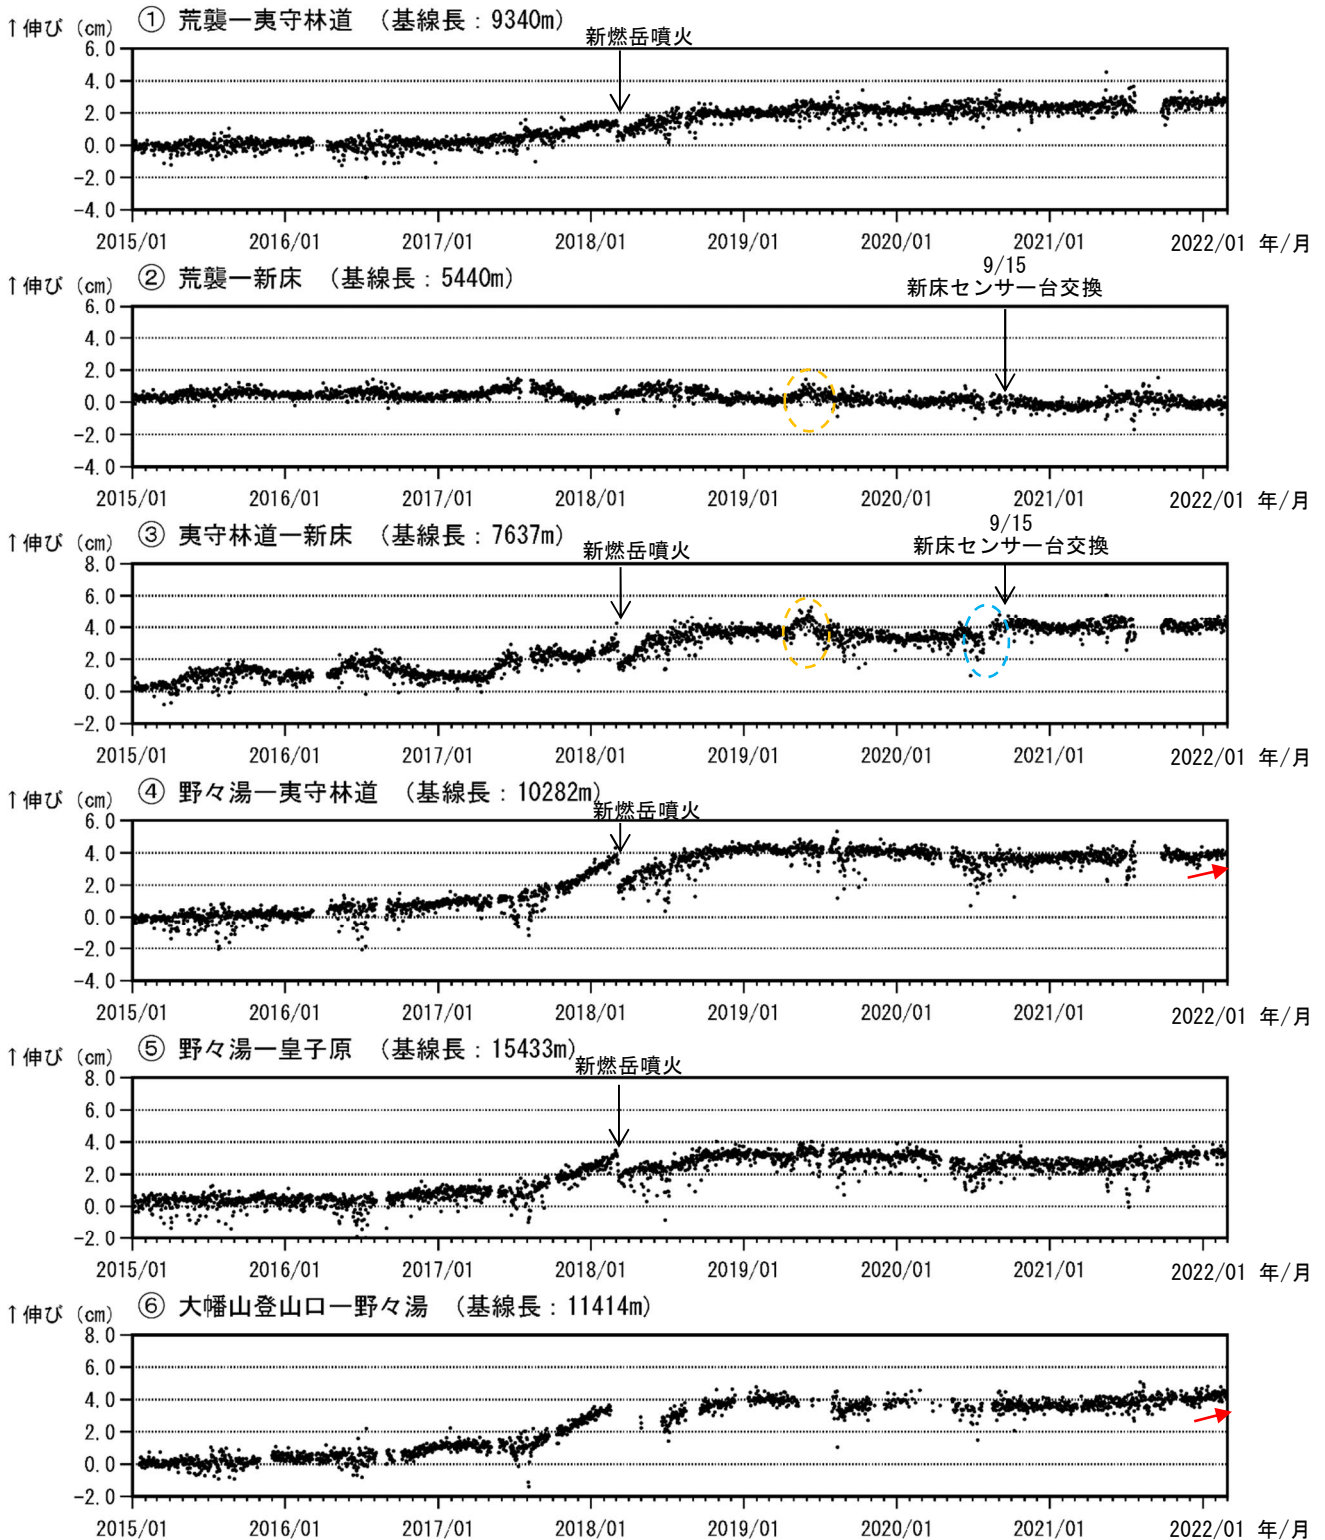 ↑伸び (cm) ① 荒襲ー夷守林道 (基線長:9340m)
新燃岳噴火
6.0
4.0
2.0
0.0
-2.0
-4.0
2015/01 2016/01 2017/01 2018/01 2019/01 2020/01 2021/01 2022/01 年/月
↑伸び (cm) ② 荒襲ー新床 (基線長:5440m)
9/15
新床センサー台交換
6.0
4.0
2.0
0.0
-2.0
-4.0
2015/01 2016/01 2017/01 2018/01 2019/01 2020/01 2021/01 2022/01 年/月
↑伸び (cm) ③ 夷守林道ー新床 (基線長:7637m)
新燃岳噴火
9/15
新床センサー台交換
8.0
6.0
4.0
2.0
0.0
-2.0
2015/01 2016/01 2017/01 2018/01 2019/01 2020/01 2021/01 2022/01 年/月
↑伸び (cm) ④ 野々湯ー夷守林道 (基線長:10282m)
新燃岳噴火
6.0
4.0
2.0
0.0
-2.0
-4.0
2015/01 2016/01 2017/01 2018/01 2019/01 2020/01 2021/01 2022/01 年/月
↑伸び (cm) ⑤ 野々湯ー皇子原 (基線長:15433m)
新燃岳噴火
8.0
6.0
4.0
2.0
0.0
-2.0
2015/01 2016/01 2017/01 2018/01 2019/01 2020/01 2021/01 2022/01 年/月
↑伸び (cm) ⑥ 大幡山登山口ー野々湯 (基線長:11414m)
8.0
6.0
4.0
2.0
0.0
-2.0
2015/01 2016/01 2017/01 2018/01 2019/01 2020/01 2021/01 2022/01 年/月